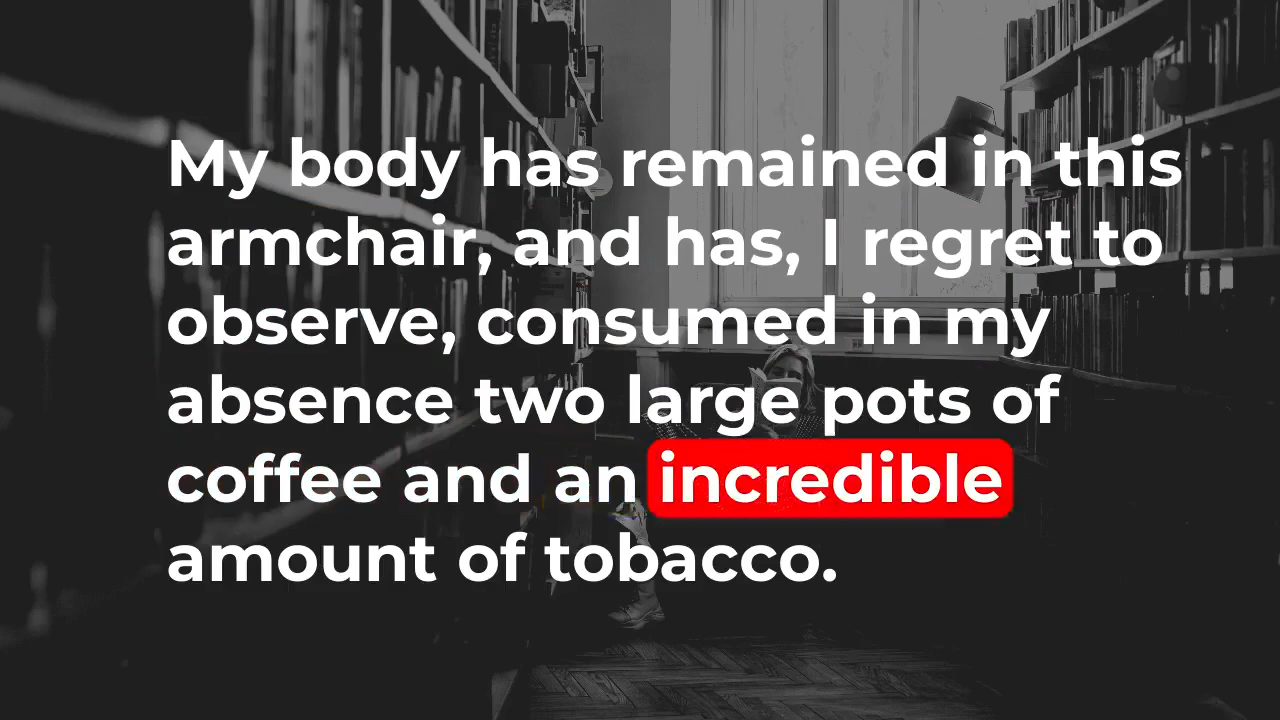 My body has remained in this
armchair, and has, I regret to
observe, consumed in my
absence two large pots of
coffee and an incredible
amount of tobacco.